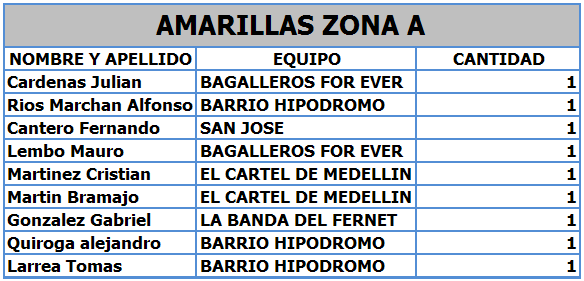 AMARILLAS ZONA A
NOMBRE Y APELLIDO EQUIPO CANTIDAD
Cardenas Julian BAGALLEROS FOR EVER 1
Rios Marchan Alfonso BARRIO HIPODROMO 1
Cantero Fernando SAN JOSE 1
Lembo Mauro BAGALLEROS FOR EVER 1
Martinez Cristian EL CARTEL DE MEDELLIN 1
Martin Bramajo EL CARTEL DE MEDELLIN 1
Gonzalez Gabriel LA BANDA DEL FERNET 1
Quiroga alejandro BARRIO HIPODROMO 1
Larrea Tomas BARRIO HIPODROMO 1